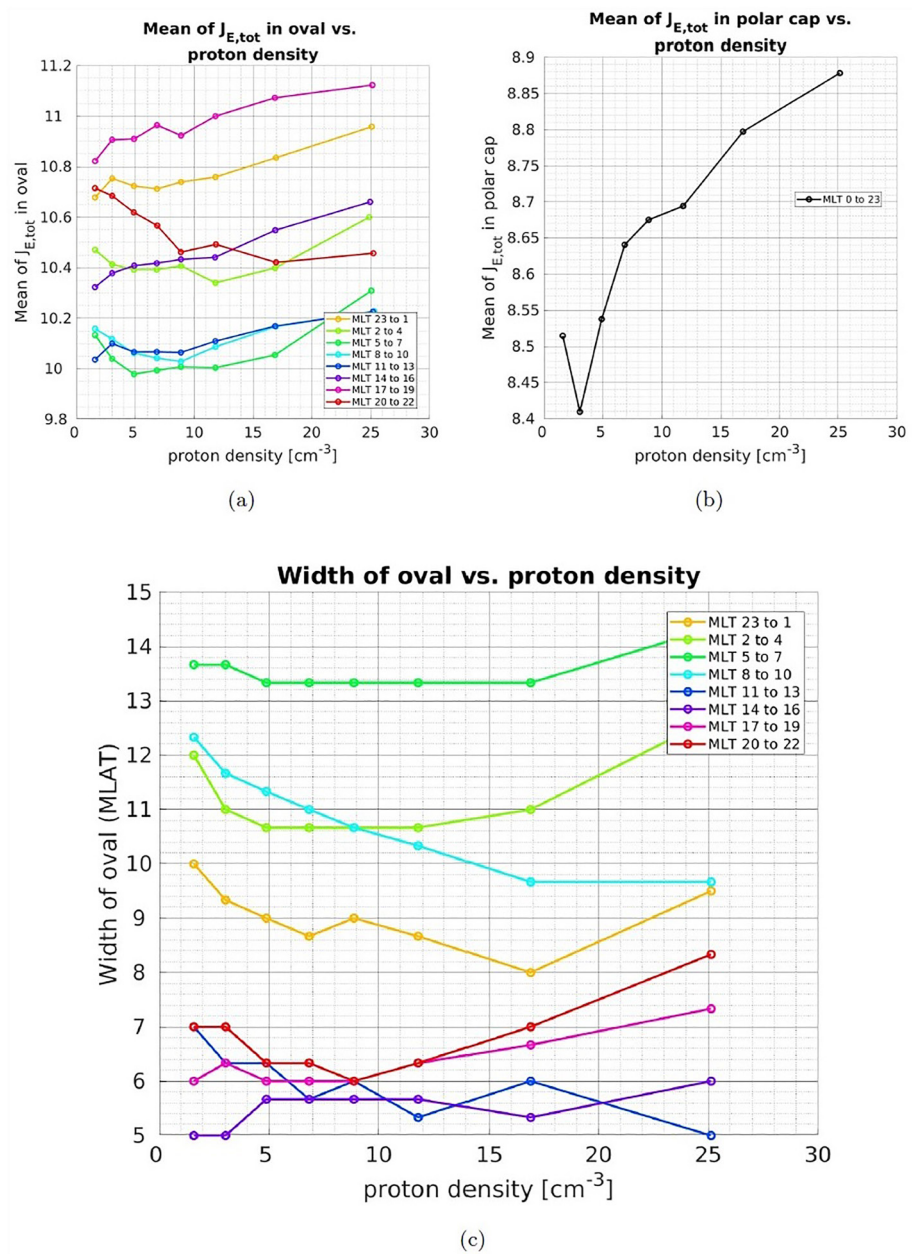 Mean of J_E,tot in oval vs.
proton density
Mean of J_E,tot in oval
11.2
11
10.8
10.6
10.4
10.2
10
9.8
0 5 10 15 20 25 30
proton density [cm^-3]
MLT 23 to 1
MLT 2 to 4
MLT 5 to 7
MLT 8 to 10
MLT 11 to 13
MLT 14 to 16
MLT 17 to 19
MLT 20 to 22
(a)
Mean of J_E,tot in polar cap vs.
proton density
Mean of J_E,tot in polar cap
8.9
8.85
8.8
8.75
8.7
8.65
8.6
8.55
8.5
8.45
8.4
0 5 10 15 20 25 30
proton density [cm^-3]
MLT 0 to 23
(b)
Width of oval vs. proton density
Width of oval (MLAT)
15
14
13
12
11
10
9
8
7
6
5
0 5 10 15 20 25 30
proton density [cm^-3]
MLT 23 to 1
MLT 2 to 4
MLT 5 to 7
MLT 8 to 10
MLT 11 to 13
MLT 14 to 16
MLT 17 to 19
MLT 20 to 22
(c)